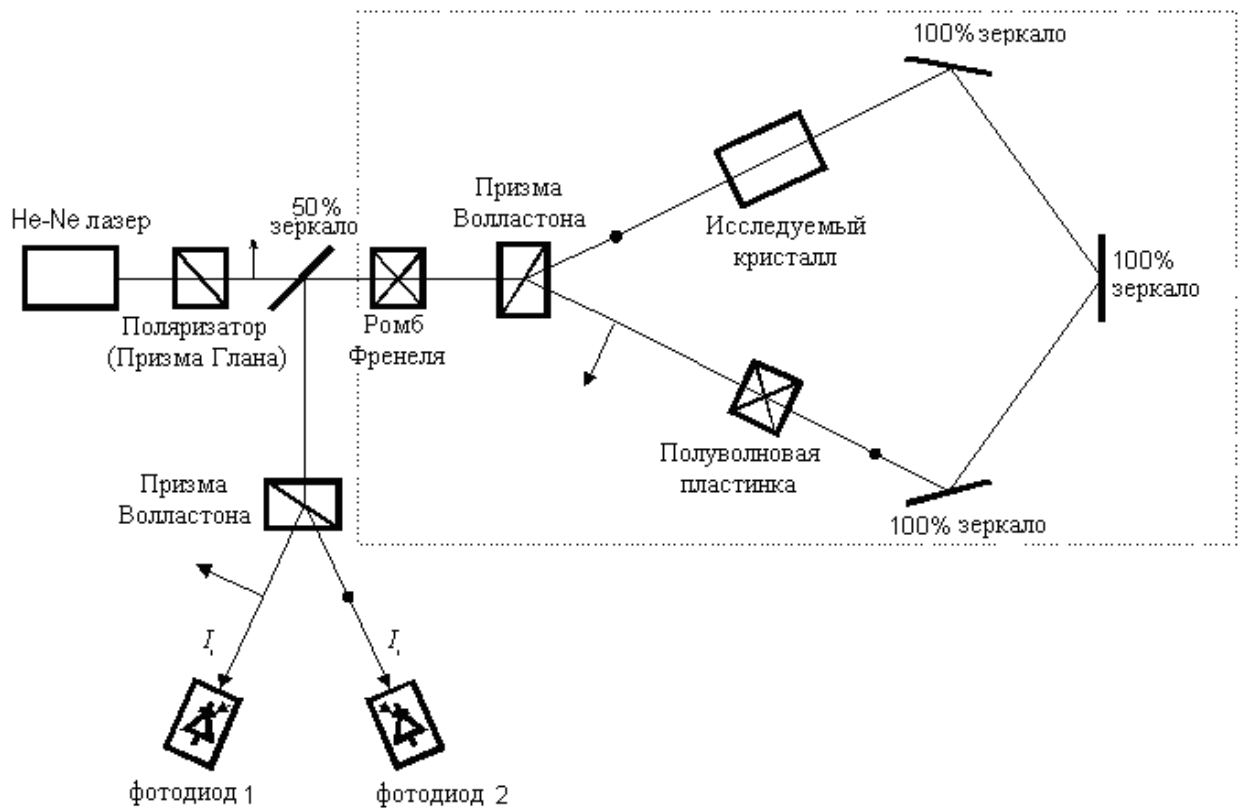 100% зеркало
Призма
Волластона
50%
зеркало
He-Ne лазер
Исследуемый
кристалл
100%
зеркало
Поляризатор
(Призма Глана)
Ромб
Френеля
Полуволновая
пластинка
Призма
Волластона
100% зеркало
I
I
фотодиод 1
фотодиод 2